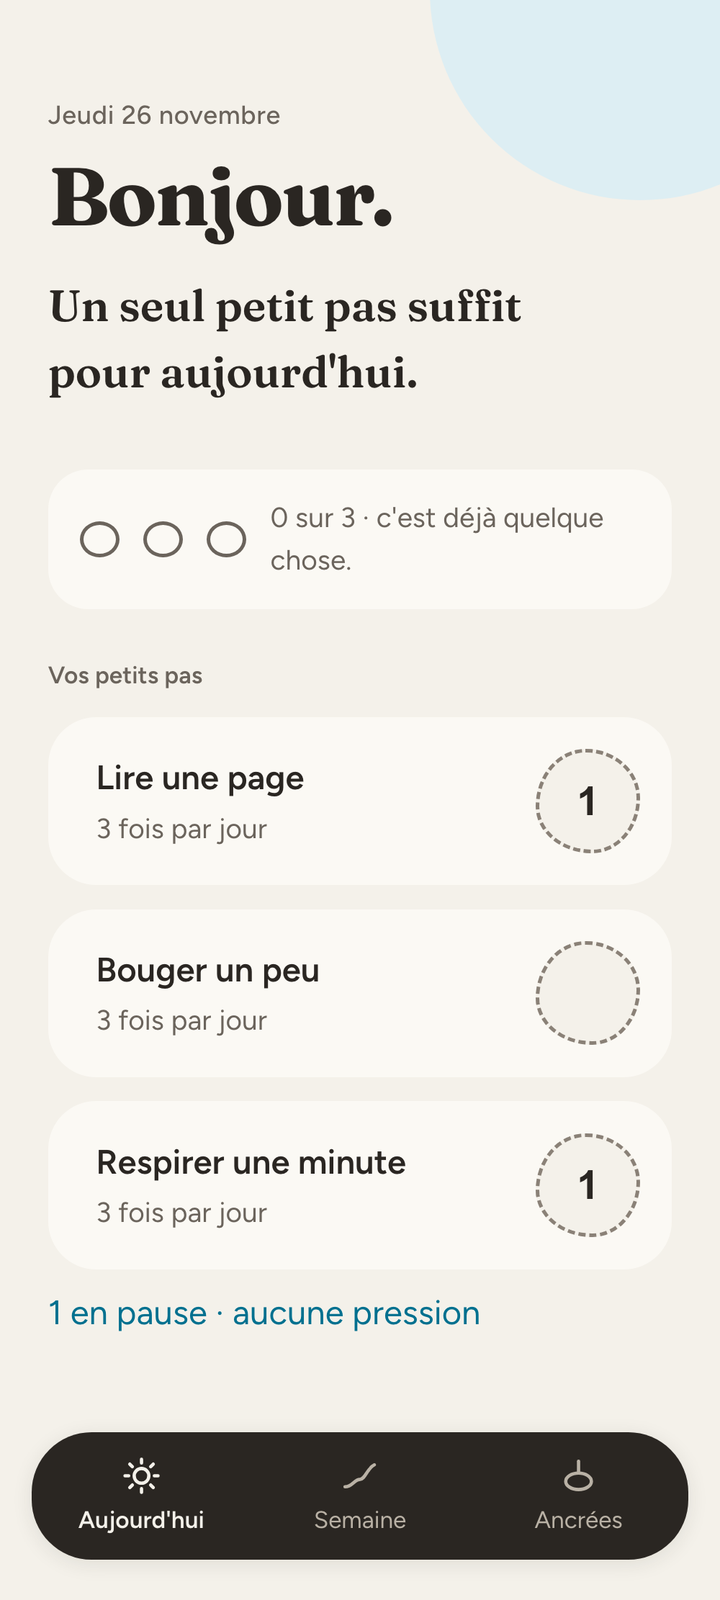 Jeudi 26 novembre
Bonjour.
Un seul petit pas suffit
pour aujourd'hui.
0 sur 3 · c'est déjà quelque
chose.
Vos petits pas
Lire une page
3 fois par jour
1
Bouger un peu
3 fois par jour
Respirer une minute
3 fois par jour
1
1 en pause · aucune pression
Aujourd'hui
Semaine
Ancrées